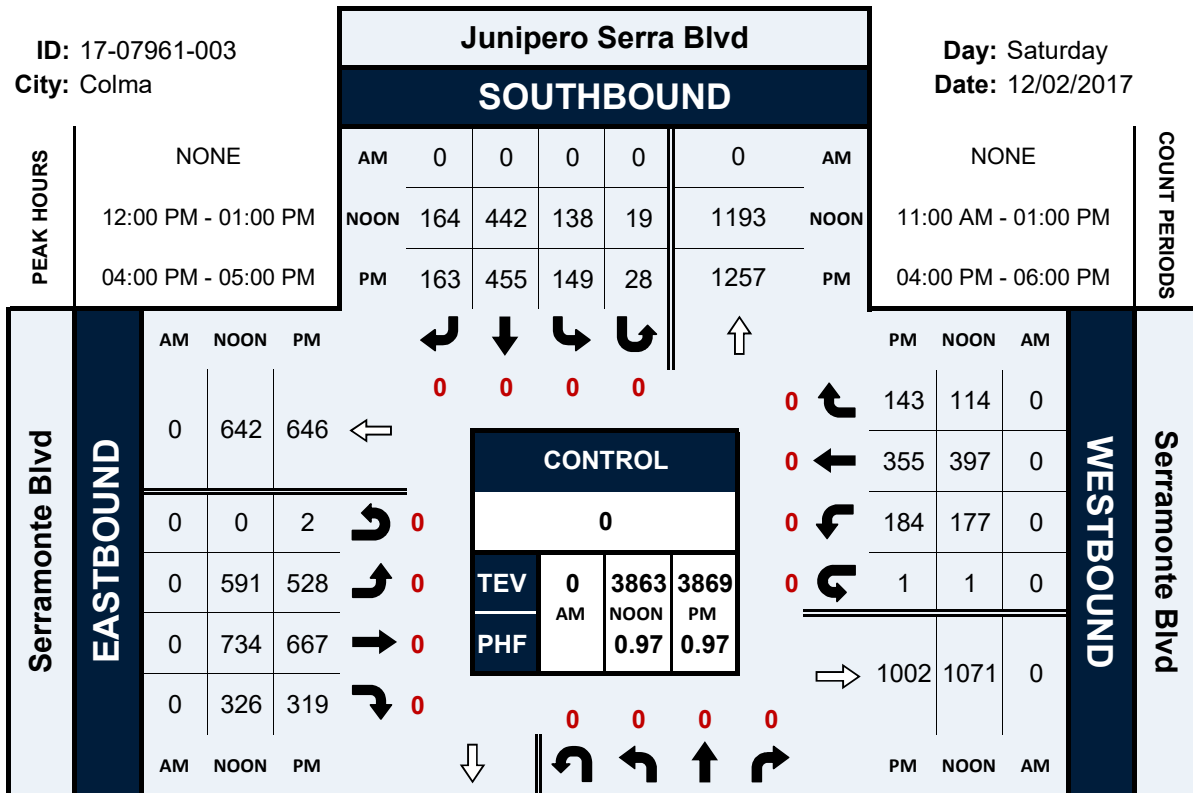 ID: 17-07961-003
City: Colma
Junipero Serra Blvd
SOUTHBOUND
Day: Saturday
Date: 12/02/2017
PEAK HOURS
NONE
12:00 PM - 01:00 PM
04:00 PM - 05:00 PM
AM 0 0 0 0 0 AM
NOON 164 442 138 19 1193 NOON
PM 163 455 149 28 1257 PM
NONE
11:00 AM - 01:00 PM
04:00 PM - 06:00 PM
COUNT PERIODS
0 0 0 0
Serramonte Blvd
EASTBOUND
AM NOON PM
0 642 646
0 0 2 0
0 591 528 0
0 734 667 0
0 326 319 0
AM NOON PM
CONTROL
0
TEV 0 3863 3869
AM NOON PM
PHF 0.97 0.97
PM NOON AM
0 143 114 0
0 355 397 0
0 184 177 0
0 1 1 0
1002 1071 0
PM NOON AM
WESTBOUND
Serramonte Blvd
0 0 0 0